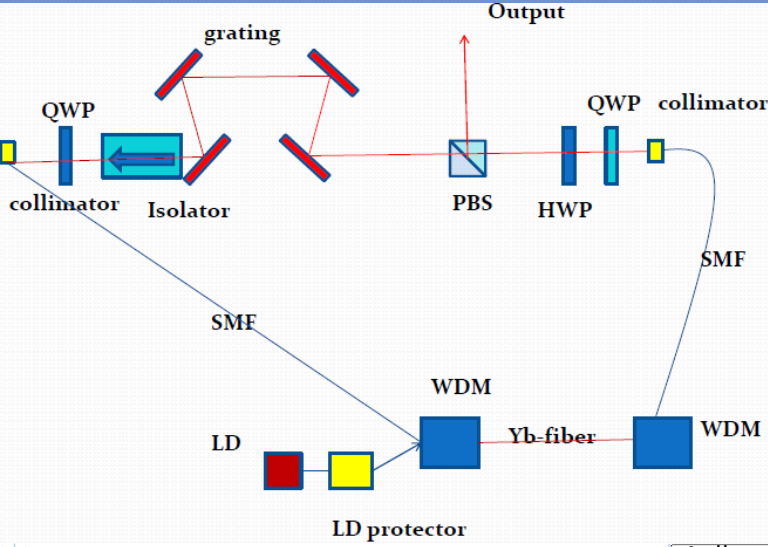 Output
grating
QWP
QWP
collimator
collimator
Isolator
PBS
HWP
SMF
SMF
WDM
LD
Yb-fiber
WDM
LD protector